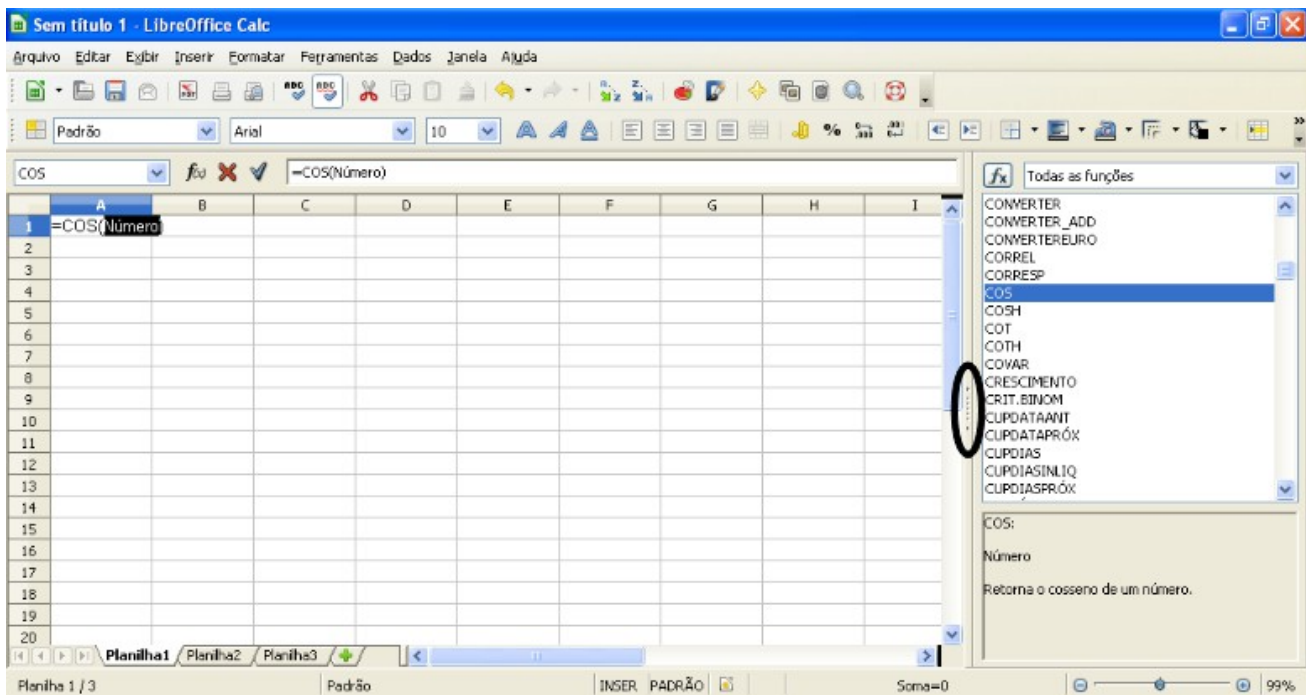 Sem título 1 - LibreOffice Calc
Arquivo Editar Exibir Inserir Formatar Ferramentas Dados Janela Ajuda
Padrão Arial 10
COS =COS(Número) Todas as funções
A B C D E F G H I
1 =COS(Número)
2
3
4
5
6
7
8
9
10
11
12
13
14
15
16
17
18
19
20
CONVERTER
CONVERTER_ADD
CONVERTEREURO
CORREL
CORRESP
COS
COSH
COT
COTH
COVAR
CRESCIMENTO
CRIT.BINOM
CUPDATAANT
CUPDATAPRÓX
CUPDIAS
CUPDIASINLIQ
CUPDIASPRÓX
COS:
Número
Retorna o cosseno de um número.
Planilha1 Planilha2 Planilha3
Planilha 1 / 3 Padrão INSER PADRÃO Soma=0 99%